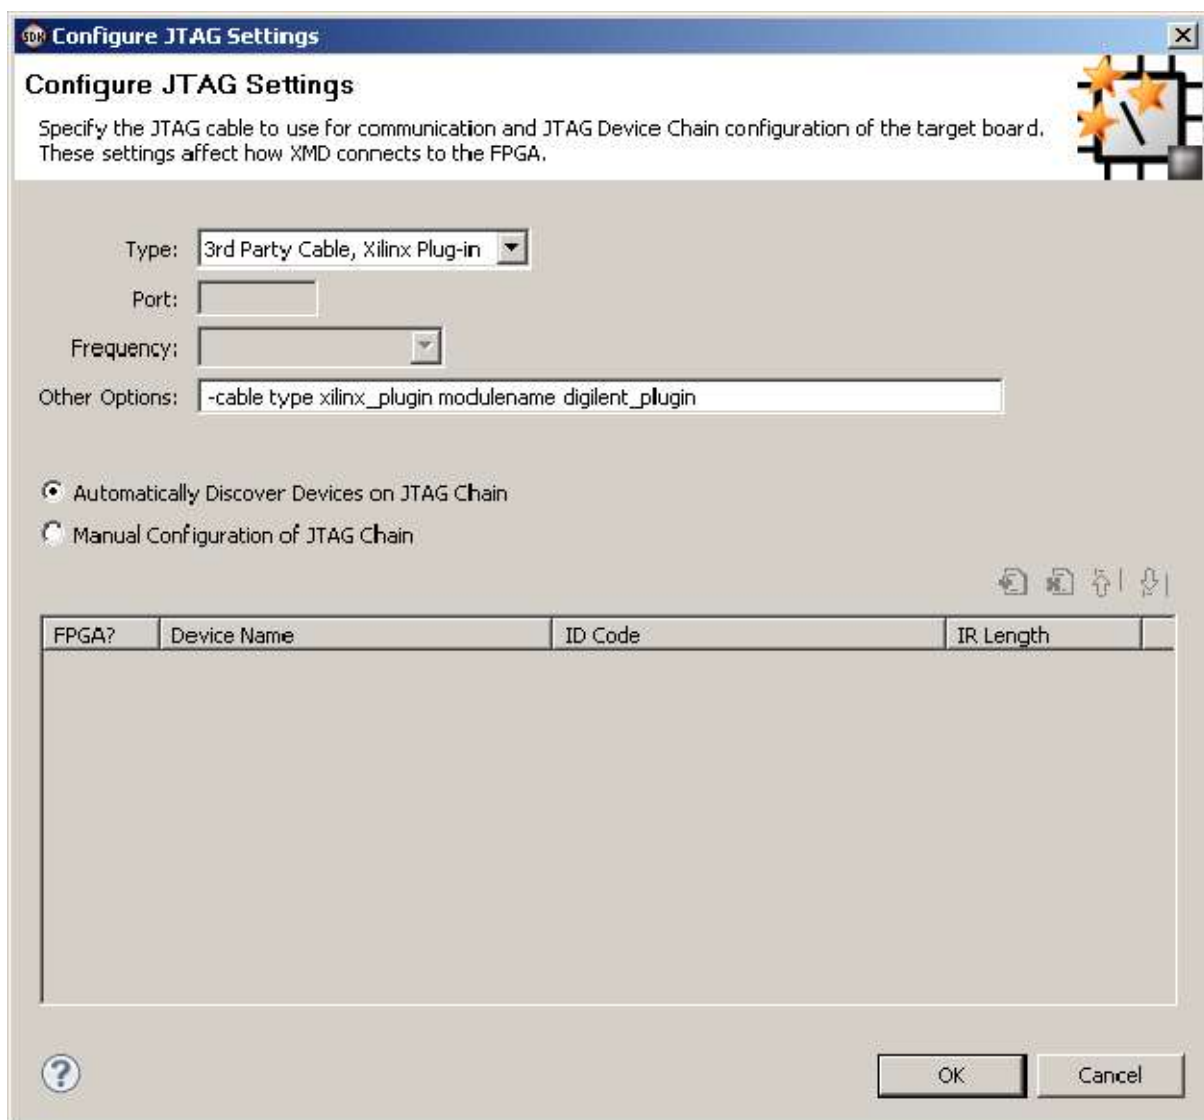 SDK Configure JTAG Settings
Configure JTAG Settings
Specify the JTAG cable to use for communication and JTAG Device Chain configuration of the target board.
These settings affect how XMD connects to the FPGA.
Type: 3rd Party Cable, Xilinx Plug-in
Port:
Frequency:
Other Options: -cable type xilinx_plugin modulename digilent_plugin
Automatically Discover Devices on JTAG Chain
Manual Configuration of JTAG Chain
FPGA? Device Name ID Code IR Length
? OK Cancel